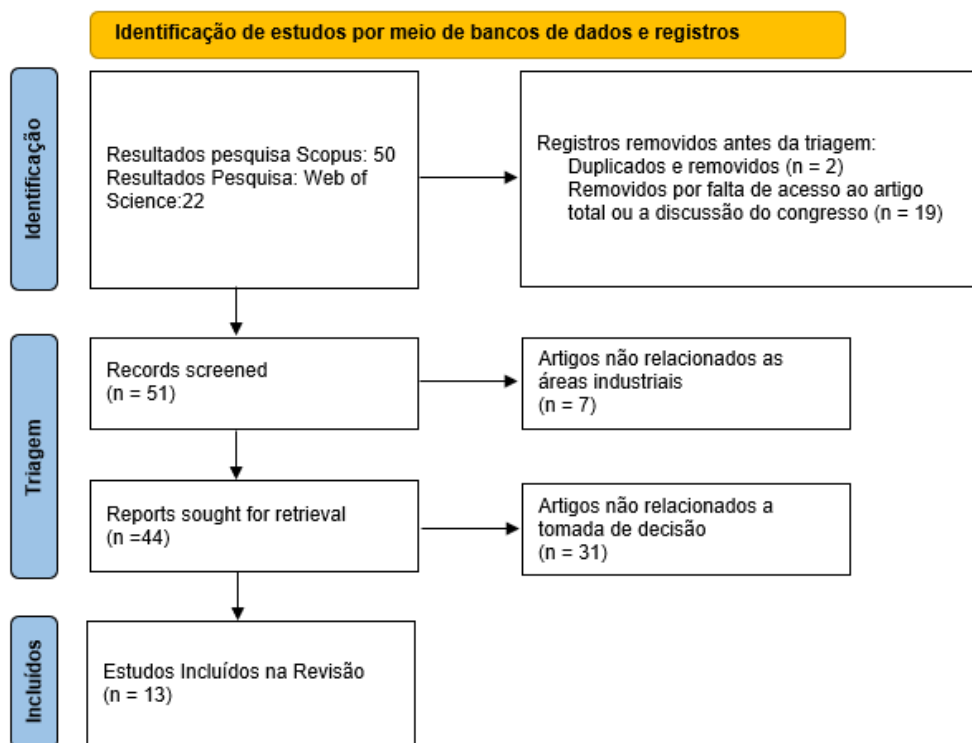 Identificação de estudos por meio de bancos de dados e registros
Identificação
Resultados pesquisa Scopus: 50
Resultados Pesquisa: Web of
Science:22
Registros removidos antes da triagem:
Duplicados e removidos (n = 2)
Removidos por falta de acesso ao artigo
total ou a discussão do congresso (n = 19)
Triagem
Records screened
(n = 51)
Artigos não relacionados as
áreas industriais
(n = 7)
Reports sought for retrieval
(n =44)
Artigos não relacionados a
tomada de decisão
(n = 31)
Incluídos
Estudos Incluídos na Revisão
(n = 13)